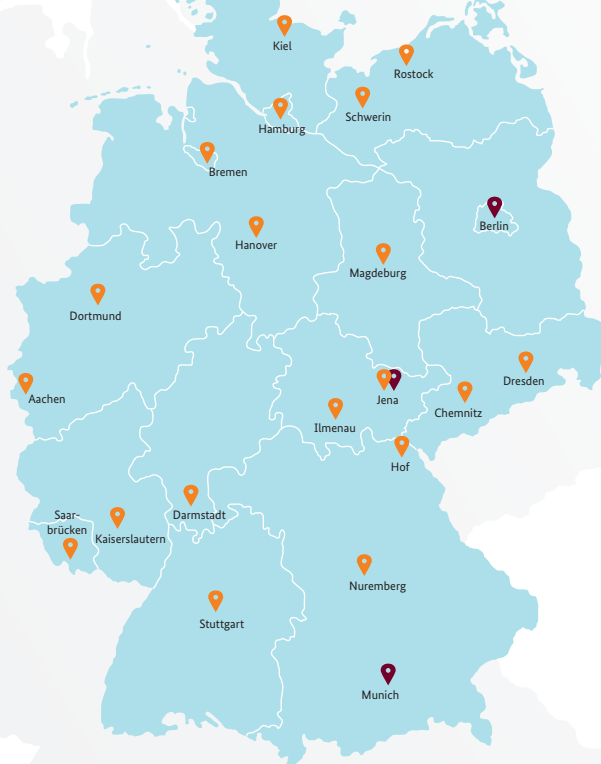 Kiel
Rostock
Schwerin
Hamburg
Bremen
Berlin
Hanover
Magdeburg
Dortmund
Dresden
Aachen
Jena
Chemnitz
Ilmenau
Hof
Saar-
brücken
Darmstadt
Kaiserslautern
Nuremberg
Stuttgart
Munich